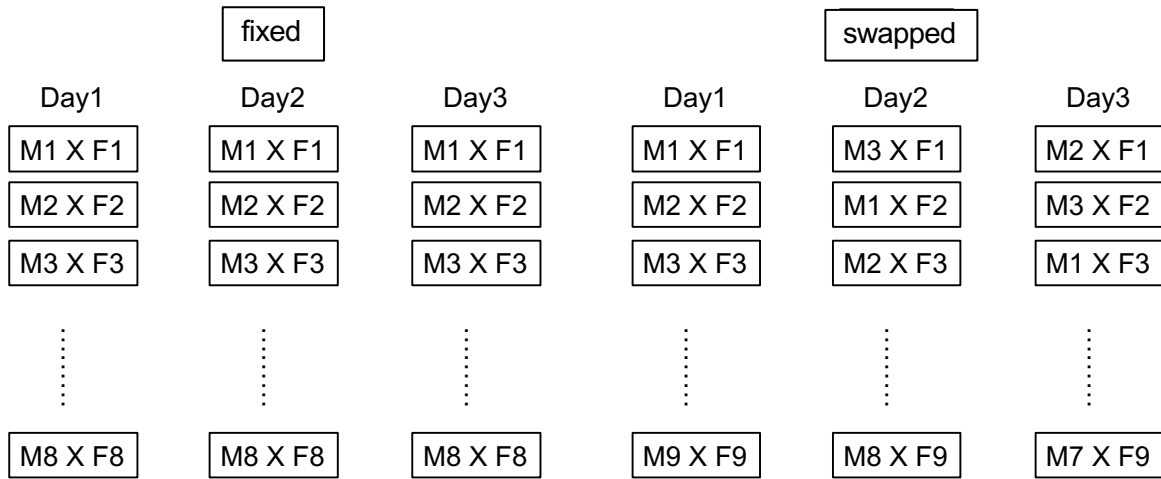 fixed swapped
Day1 Day2 Day3 Day1 Day2 Day3
M1 X F1 M1 X F1 M1 X F1 M1 X F1 M3 X F1 M2 X F1
M2 X F2 M2 X F2 M2 X F2 M2 X F2 M1 X F2 M3 X F2
M3 X F3 M3 X F3 M3 X F3 M3 X F3 M2 X F3 M1 X F3
M8 X F8 M8 X F8 M8 X F8 M9 X F9 M8 X F9 M7 X F9